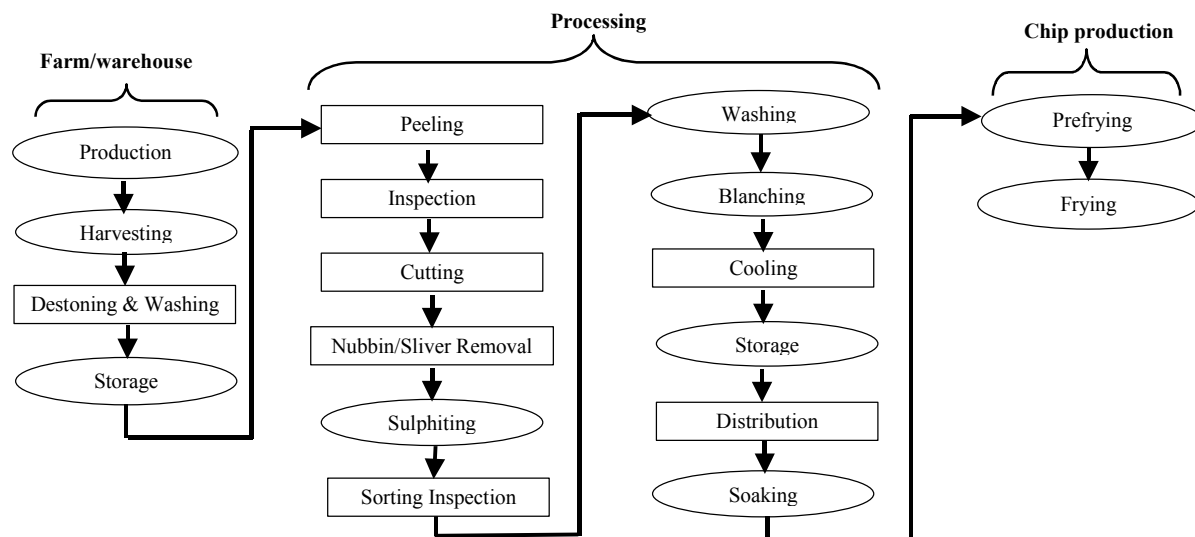 Farm/warehouse
Production
Harvesting
Destoning & Washing
Storage
Processing
Peeling
Inspection
Cutting
Nubbin/Sliver Removal
Sulphiting
Sorting Inspection
Washing
Blanching
Cooling
Storage
Distribution
Soaking
Chip production
Prefrying
Frying